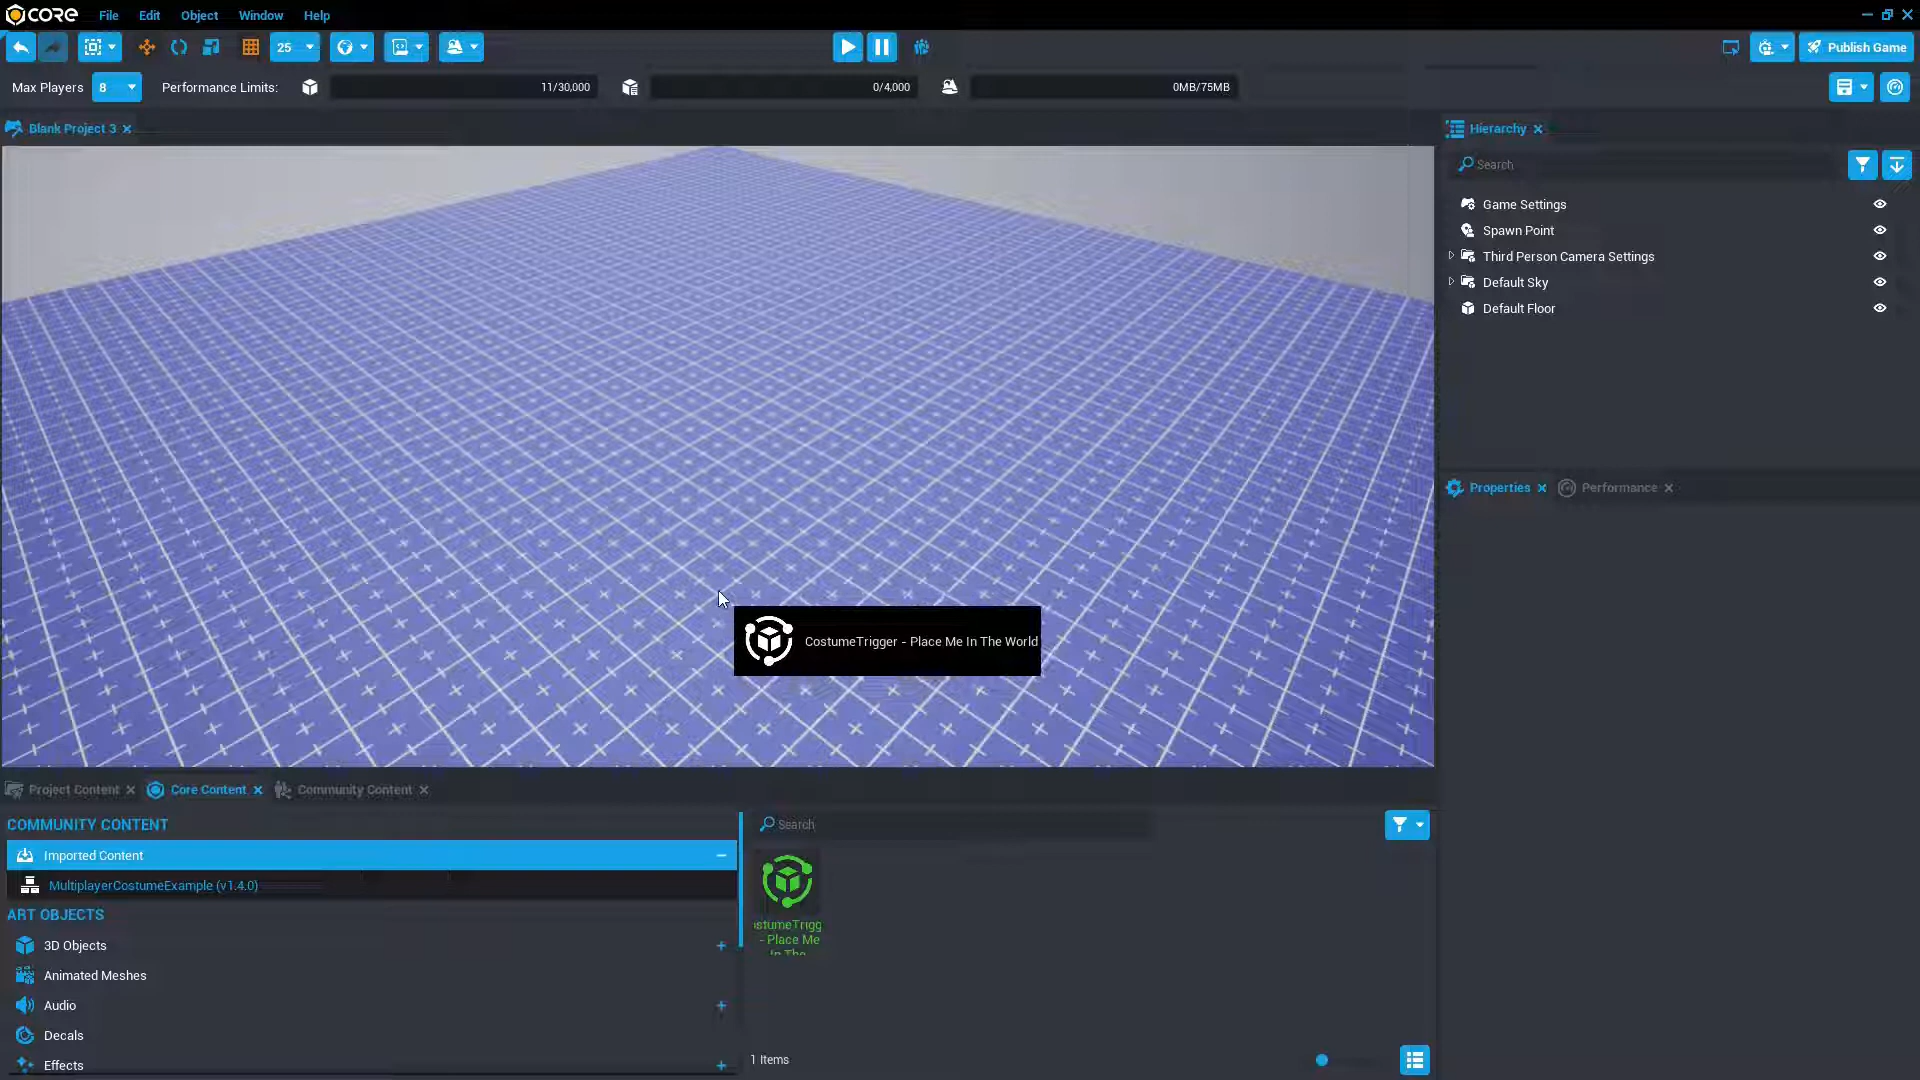 CORE File Edit Object Window Help
25 Publish Game
Max Players 8 Performance Limits: 11/30,000 0/4,000 0MB/75MB
Blank Project 3
Hierarchy
Search
Game Settings
Spawn Point
Third Person Camera Settings
Default Sky
Default Floor
Properties Performance
CostumeTrigger - Place Me In The World
Project Content Core Content Community Content
COMMUNITY CONTENT
Imported Content
MultiplayerCostumeExample (v1.4.0)
ART OBJECTS
3D Objects
Animated Meshes
Audio
Decals
Effects
Search
ostumeTrigg
- Place Me
In The
1 Items